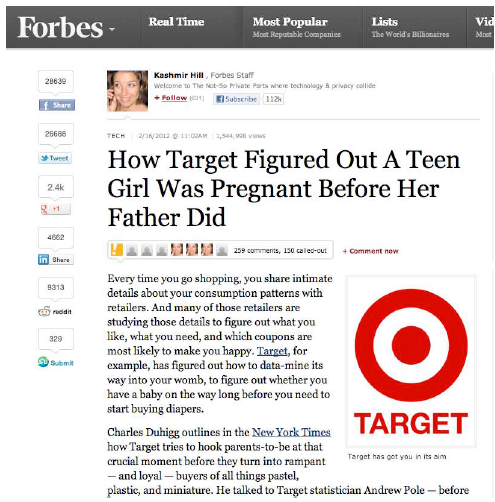 Forbes
Real Time
Most Popular
Most Reputable Companies
Lists
The World's Billionaires
Vid
Most
28639
Share
26688
Tweet
2.4k
+1
4662
Share
9313
reddit
329
Submit
Kashmir Hill, Forbes Staff
Welcome to The Not-So Private Parts where technology & privacy collide
+ Follow
Subscribe 112k
TECH | 2/16/2012 @ 11:02AM | 1,544,998 views
How Target Figured Out A Teen
Girl Was Pregnant Before Her
Father Did
259 comments, 150 called-out
+ Comment now
Every time you go shopping, you share intimate
details about your consumption patterns with
retailers. And many of those retailers are
studying those details to figure out what you
like, what you need, and which coupons are
most likely to make you happy. Target, for
example, has figured out how to data-mine its
way into your womb, to figure out whether you
have a baby on the way long before you need to
start buying diapers.
TARGET
Target has got you in its aim
Charles Duhigg outlines in the New York Times
how Target tries to hook parents-to-be at that
crucial moment before they turn into rampant
— and loyal — buyers of all things pastel,
plastic, and miniature. He talked to Target statistician Andrew Pole — before